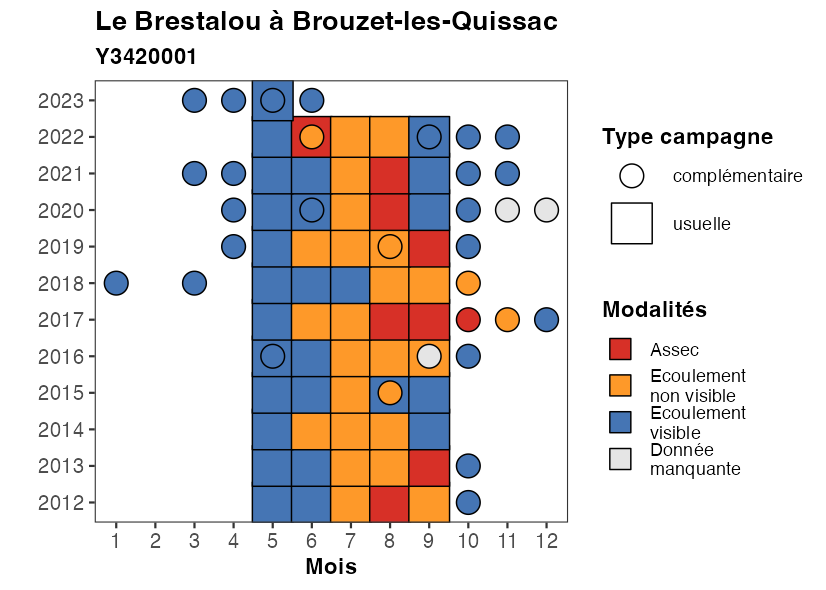 Le Brestalou à Brouzet-les-Quissac
Y3420001
2023
2022
2021
2020
2019
2018
2017
2016
2015
2014
2013
2012
1 2 3 4 5 6 7 8 9 10 11 12
Mois
Type campagne
complémentaire
usuelle
Modalités
Assec
Ecoulement
non visible
Ecoulement
visible
Donnée
manquante